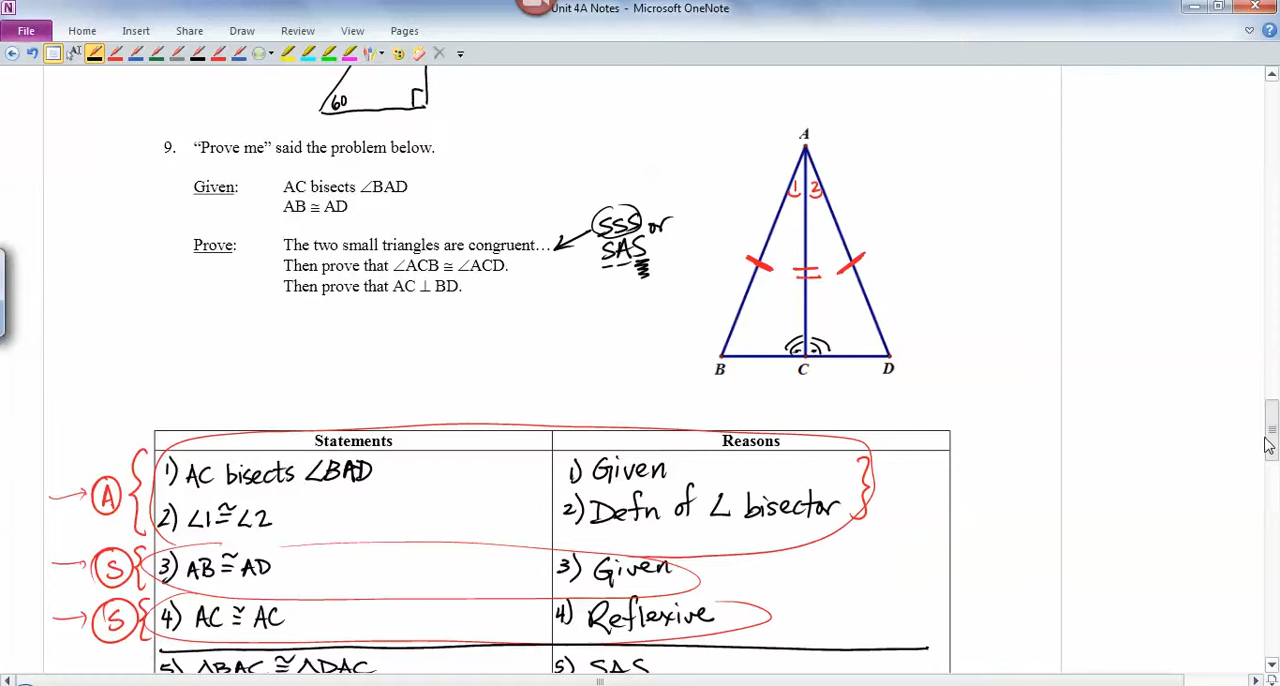 Unit 4A Notes - Microsoft OneNote
File Home Insert Share Draw Review View Pages
60
9. “Prove me” said the problem below.
Given: AC bisects ∠BAD
AB ≅ AD
SSS or
SAS
Prove: The two small triangles are congruent…
Then prove that ∠ACB ≅ ∠ACD.
Then prove that AC ⊥ BD.
A
1 2
B C D
Statements Reasons
A 1) AC bisects ∠BAD 1) Given
2) ∠1 ≅ ∠2 2) Defn of ∠ bisector
S 3) AB ≅ AD 3) Given
S 4) AC ≅ AC 4) Reflexive
5) △BAC ≅ △DAC 5) SAS